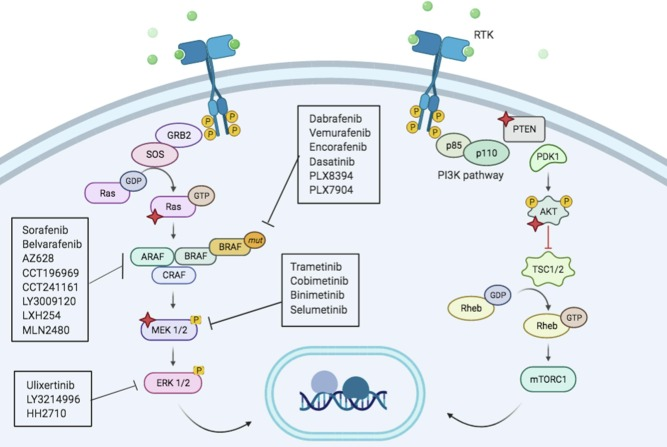 RTK
P P
P P
P P
P P
GRB2
SOS
GDP
Ras
Ras
GTP
Dabrafenib
Vemurafenib
Encorafenib
Dasatinib
PLX8394
PLX7904
PTEN
p85
p110
PI3K pathway
PDK1
P P
AKT
TSC1/2
Rheb
GDP
Rheb
GTP
mTORC1
Sorafenib
Belvarafenib
AZ628
CCT196969
CCT241161
LY3009120
LXH254
MLN2480
ARAF
BRAF
BRAF
mut
CRAF
Trametinib
Cobimetinib
Binimetinib
Selumetinib
MEK 1/2
P
Ulixertinib
LY3214996
HH2710
ERK 1/2
P